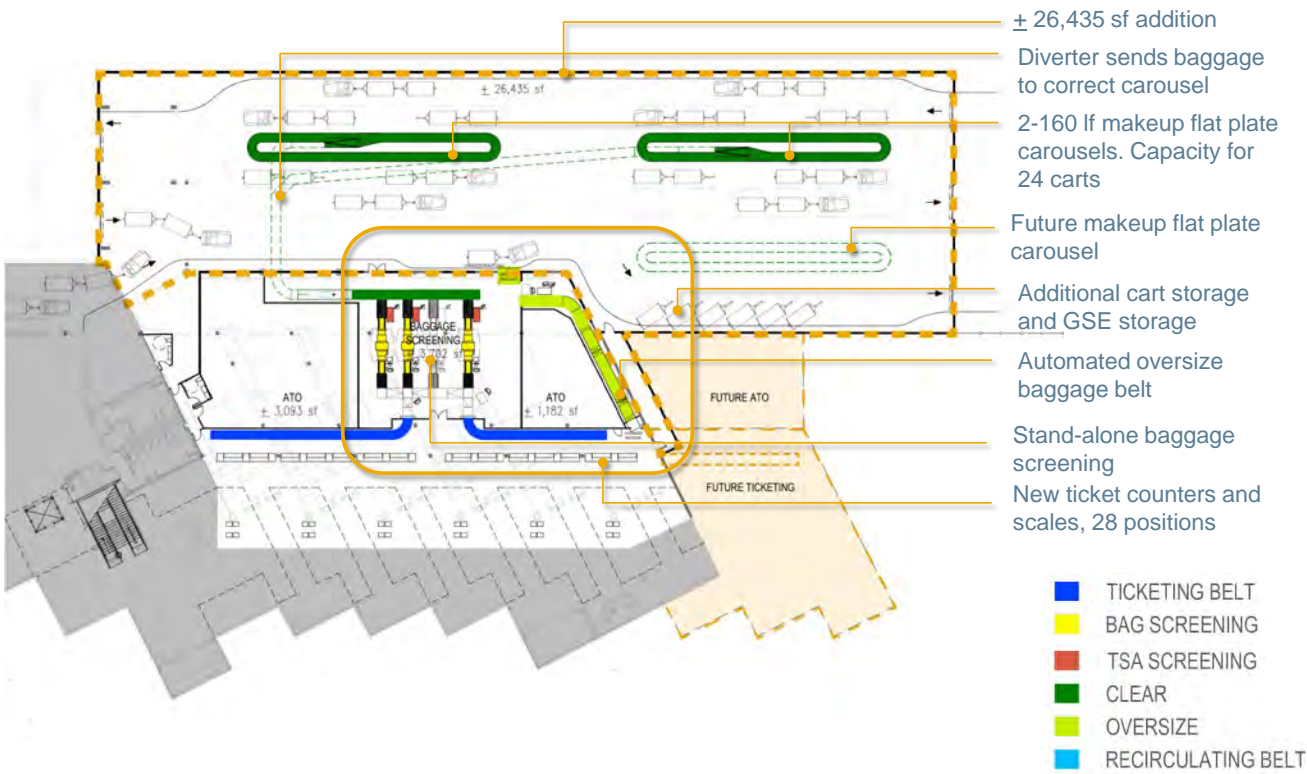 ± 26,435 sf addition
Diverter sends baggage
to correct carousel
± 26,435 sf
2-160 lf makeup flat plate
carousels. Capacity for
24 carts
Future makeup flat plate
carousel
Additional cart storage
and GSE storage
BAGGAGE
SCREENING
± 3,702 sf
Automated oversize
baggage belt
ATO
± 3,093 sf
ATO
± 1,182 sf
FUTURE ATO
Stand-alone baggage
screening
FUTURE TICKETING
New ticket counters and
scales, 28 positions
TICKETING BELT
BAG SCREENING
TSA SCREENING
CLEAR
OVERSIZE
RECIRCULATING BELT